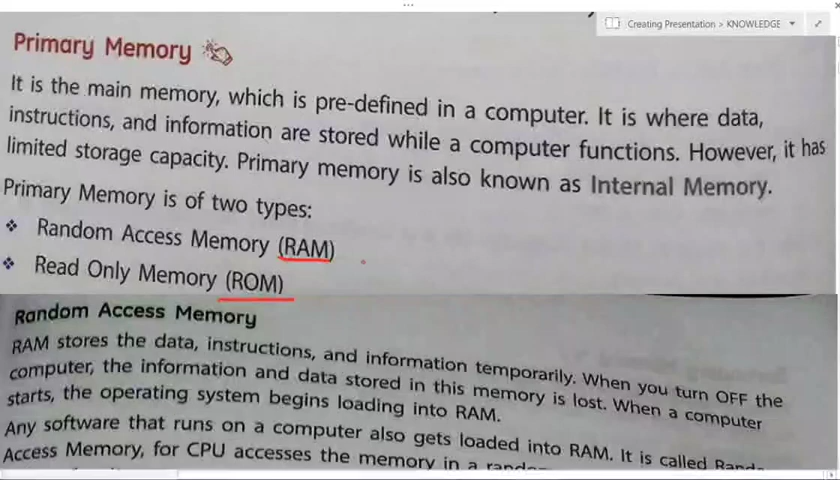 Creating Presentation > KNOWLEDGE
Primary Memory
It is the main memory, which is pre-defined in a computer. It is where data,
instructions, and information are stored while a computer functions. However, it has
limited storage capacity. Primary memory is also known as Internal Memory.
Primary Memory is of two types:
❖ Random Access Memory (RAM)
❖ Read Only Memory (ROM)
Random Access Memory
RAM stores the data, instructions, and information temporarily. When you turn OFF the
computer, the information and data stored in this memory is lost. When a computer
starts, the operating system begins loading into RAM.
Any software that runs on a computer also gets loaded into RAM. It is called
Access Memory, for CPU accesses the memory in a